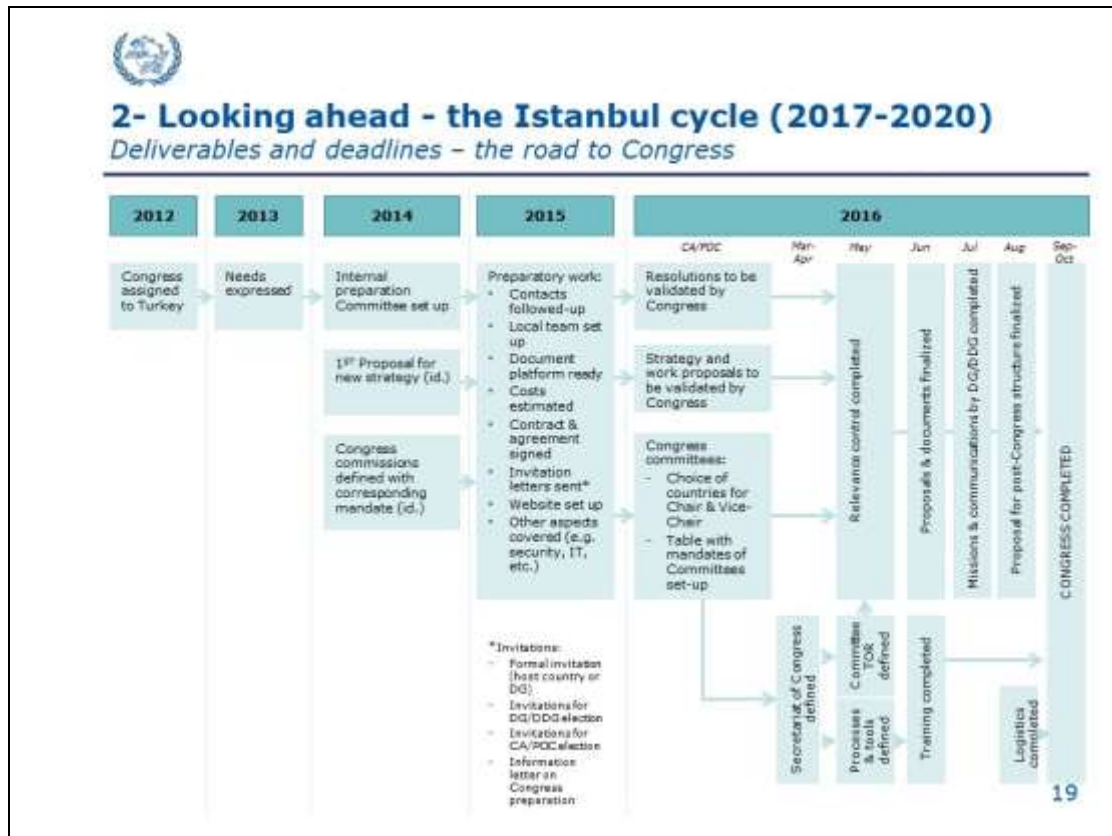 2- Looking ahead - the Istanbul cycle (2017-2020)
Deliverables and deadlines – the road to Congress
2012
2013
2014
2015
2016
CA/POC
Mar-
Apr
May
Jun
Jul
Aug
Sep-
Oct
Congress
assigned
to Turkey
Needs
expressed
Internal
preparation
Committee set up
1ST Proposal for
new strategy (id.)
Congress
commissions
defined with
corresponding
mandate (id.)
Preparatory work:
• Contacts
followed-up
• Local team set
up
• Document
platform ready
• Costs
estimated
• Contract &
agreement
signed
• Invitation
letters sent*
• Website set up
• Other aspects
covered (e.g.
security, IT,
etc.)
*Invitations:
- Formal invitation
(host country or
DG)
- Invitations for
DG/DDG election
- Invitations for
CA/POC election
- Information
letter on
Congress
preparation
Resolutions to be
validated by
Congress
Strategy and
work proposals to
be validated by
Congress
Congress
committees:
- Choice of
countries for
Chair & Vice-
Chair
- Table with
mandates of
Committees
set-up
Secretariat of Congress
defined
Relevance control completed
Committee
TOR
defined
Processes
& tools
defined
Proposals & documents finalized
Training completed
Missions & communications by DG/DDG completed
Proposal for post-Congress structure finalized
Logistics
completed
CONGRESS COMPLETED
19